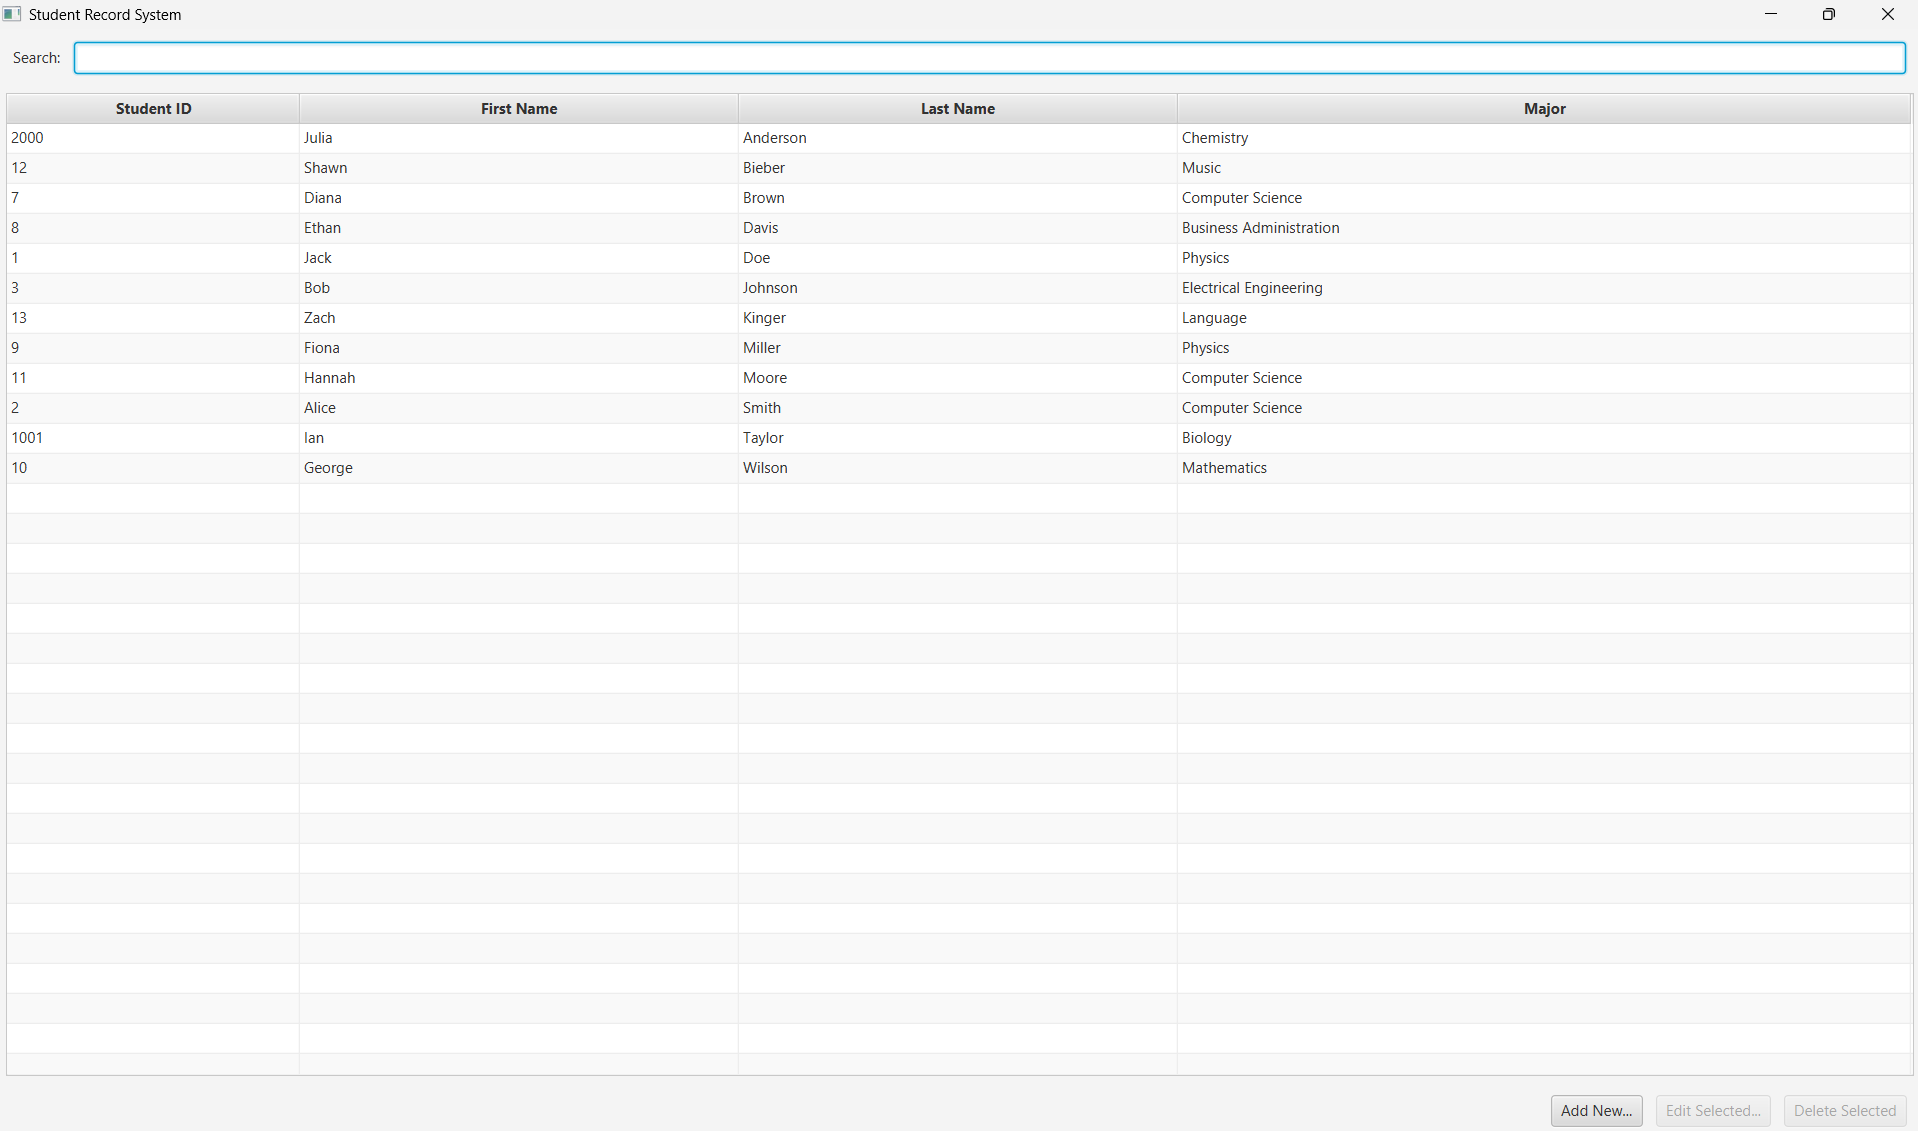 Student Record System
Search:
Student ID First Name Last Name Major
2000 Julia Anderson Chemistry
12 Shawn Bieber Music
7 Diana Brown Computer Science
8 Ethan Davis Business Administration
1 Jack Doe Physics
3 Bob Johnson Electrical Engineering
13 Zach Kinger Language
9 Fiona Miller Physics
11 Hannah Moore Computer Science
2 Alice Smith Computer Science
1001 Ian Taylor Biology
10 George Wilson Mathematics
Add New... Edit Selected... Delete Selected